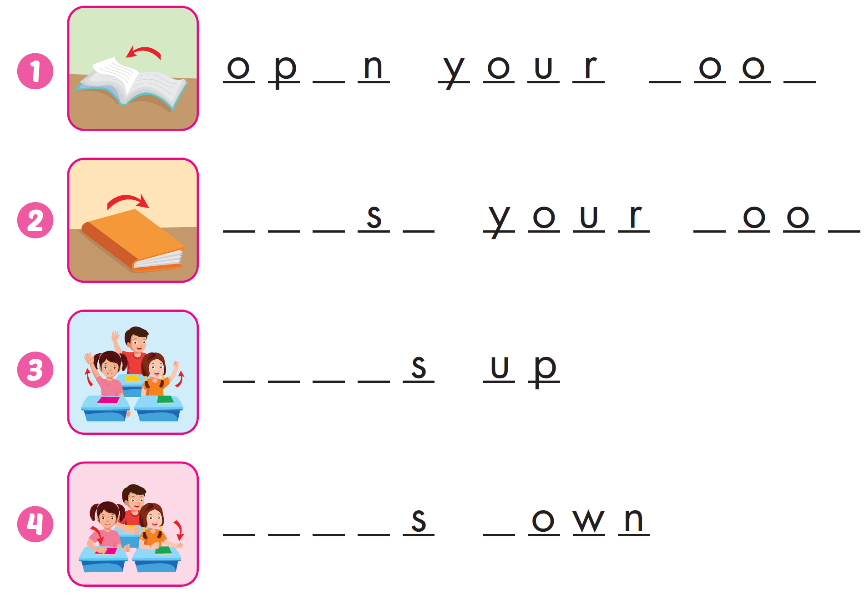 1 o p _ n y o u r _ o o _
2 _ _ _ s _ y o u r _ o o _
3 _ _ _ _ s u p
4 _ _ _ _ s _ o w n